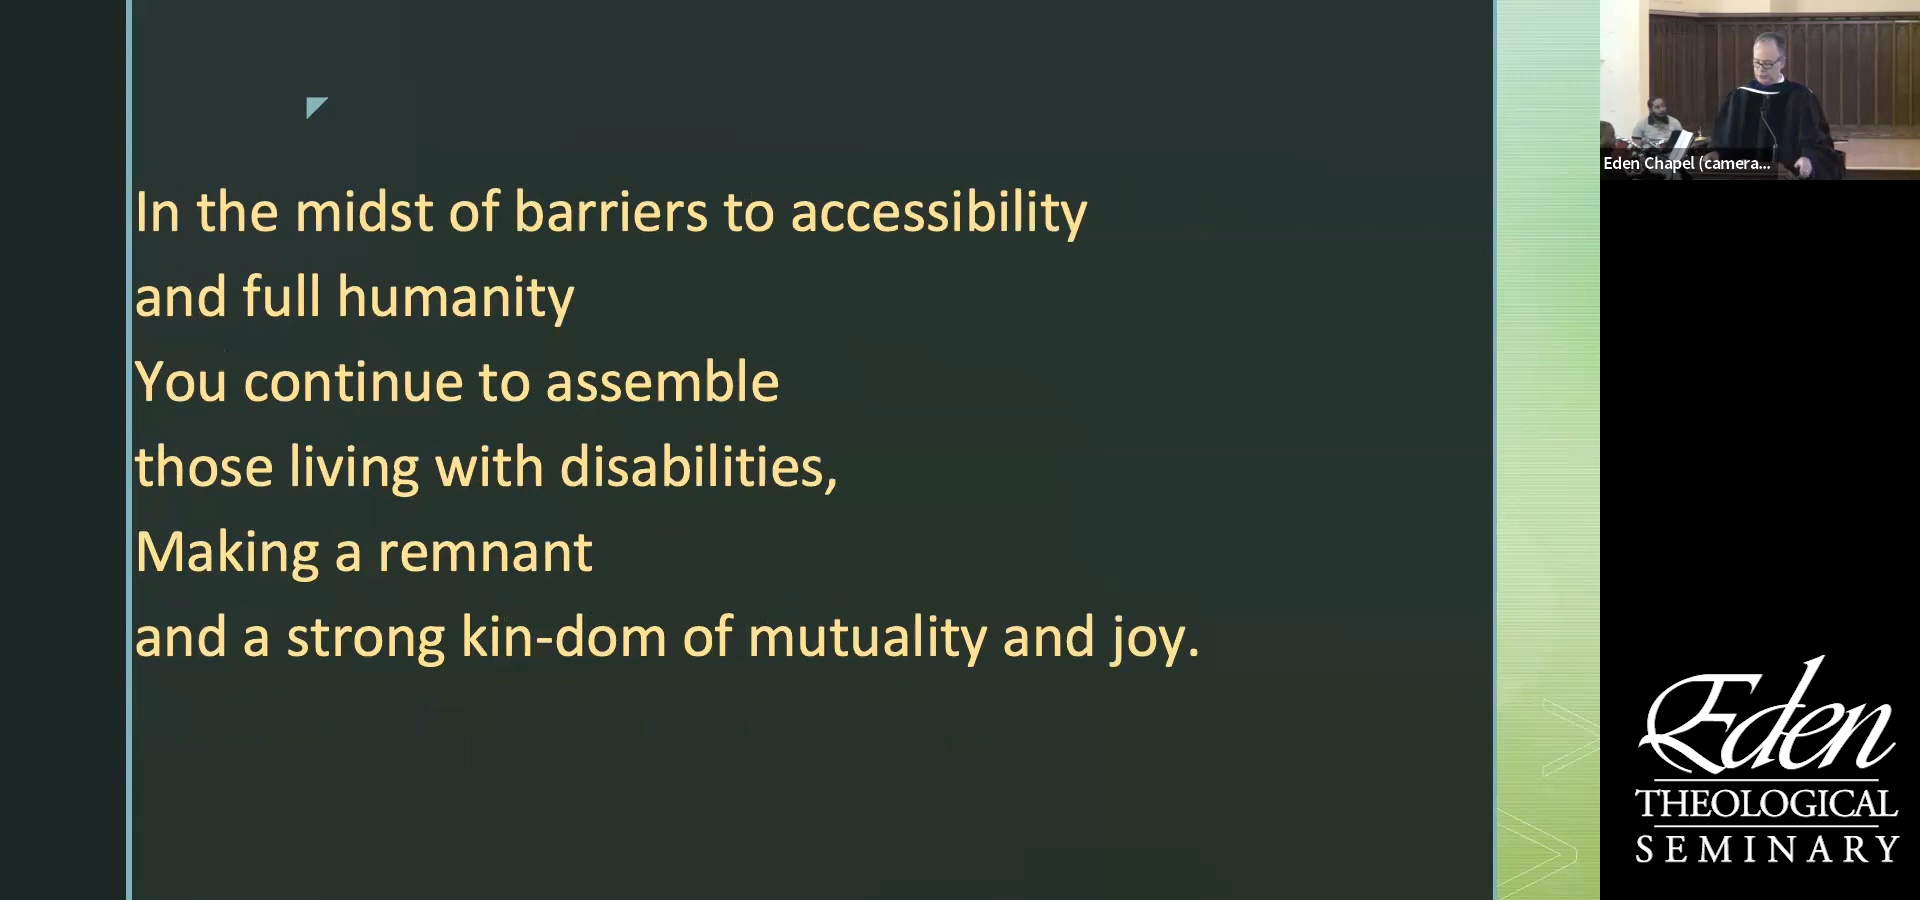 In the midst of barriers to accessibility
and full humanity
You continue to assemble
those living with disabilities,
Making a remnant
and a strong kin-dom of mutuality and joy.
Eden Chapel (camera...
Eden
THEOLOGICAL
SEMINARY